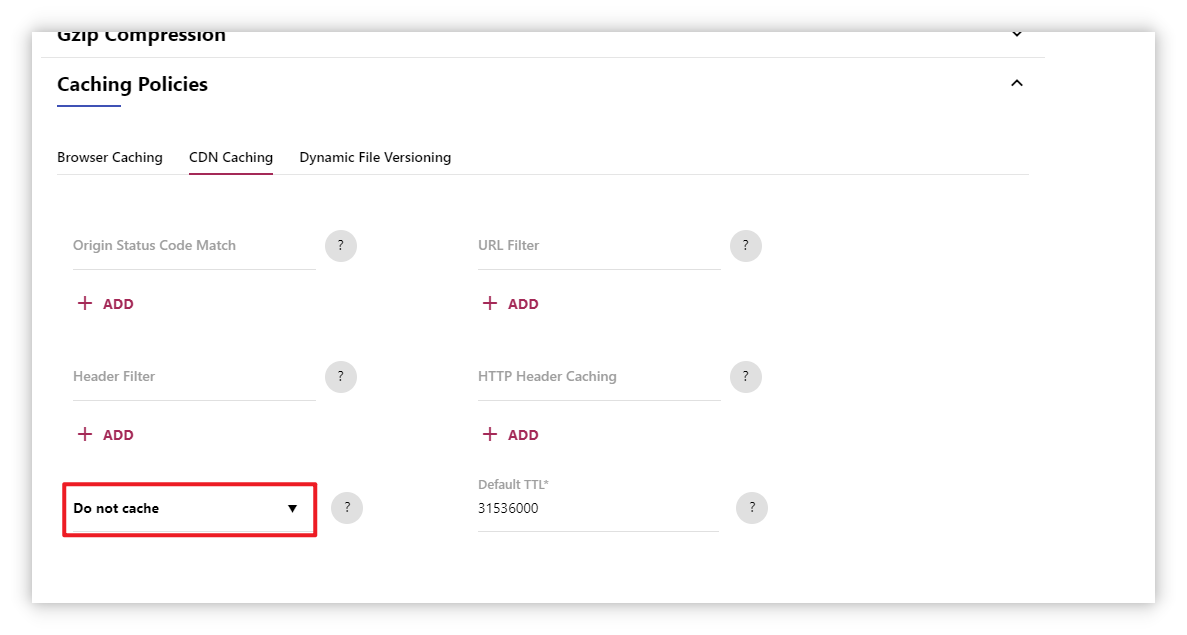 Gzip Compression
Caching Policies
Browser Caching CDN Caching Dynamic File Versioning
Origin Status Code Match ? URL Filter ?
+ ADD + ADD
Header Filter ? HTTP Header Caching ?
+ ADD + ADD
Default TTL*
Do not cache ▼ ? 31536000 ?